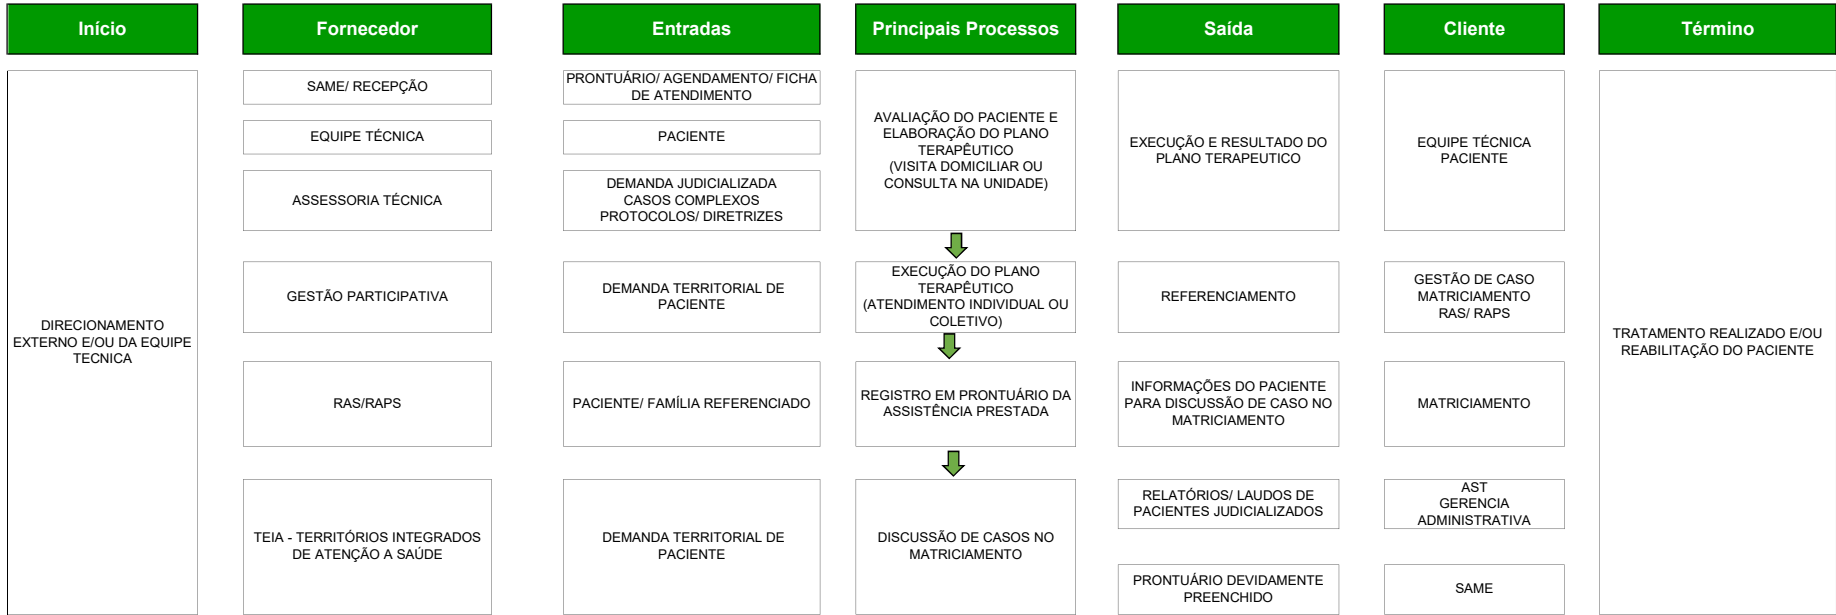 Início
Fornecedor
Entradas
Principais Processos
Saída
Cliente
Término
DIRECIONAMENTO
EXTERNO E/OU DA EQUIPE
TECNICA
SAME/ RECEPÇÃO
EQUIPE TÉCNICA
ASSESSORIA TÉCNICA
GESTÃO PARTICIPATIVA
RAS/RAPS
TEIA - TERRITÓRIOS INTEGRADOS
DE ATENÇÃO A SAÚDE
PRONTUÁRIO/ AGENDAMENTO/ FICHA
DE ATENDIMENTO
PACIENTE
DEMANDA JUDICIALIZADA
CASOS COMPLEXOS
PROTOCOLOS/ DIRETRIZES
DEMANDA TERRITORIAL DE
PACIENTE
PACIENTE/ FAMÍLIA REFERENCIADO
DEMANDA TERRITORIAL DE
PACIENTE
AVALIAÇÃO DO PACIENTE E
ELABORAÇÃO DO PLANO
TERAPÊUTICO
(VISITA DOMICILIAR OU
CONSULTA NA UNIDADE)
EXECUÇÃO DO PLANO
TERAPÊUTICO
(ATENDIMENTO INDIVIDUAL OU
COLETIVO)
REGISTRO EM PRONTUÁRIO DA
ASSISTÊNCIA PRESTADA
DISCUSSÃO DE CASOS NO
MATRICIAMENTO
EXECUÇÃO E RESULTADO DO
PLANO TERAPEUTICO
REFERENCIAMENTO
INFORMAÇÕES DO PACIENTE
PARA DISCUSSÃO DE CASO NO
MATRICIAMENTO
RELATÓRIOS/ LAUDOS DE
PACIENTES JUDICIALIZADOS
PRONTUÁRIO DEVIDAMENTE
PREENCHIDO
EQUIPE TÉCNICA
PACIENTE
GESTÃO DE CASO
MATRICIAMENTO
RAS/ RAPS
MATRICIAMENTO
AST
GERENCIA
ADMINISTRATIVA
SAME
TRATAMENTO REALIZADO E/OU
REABILITAÇÃO DO PACIENTE